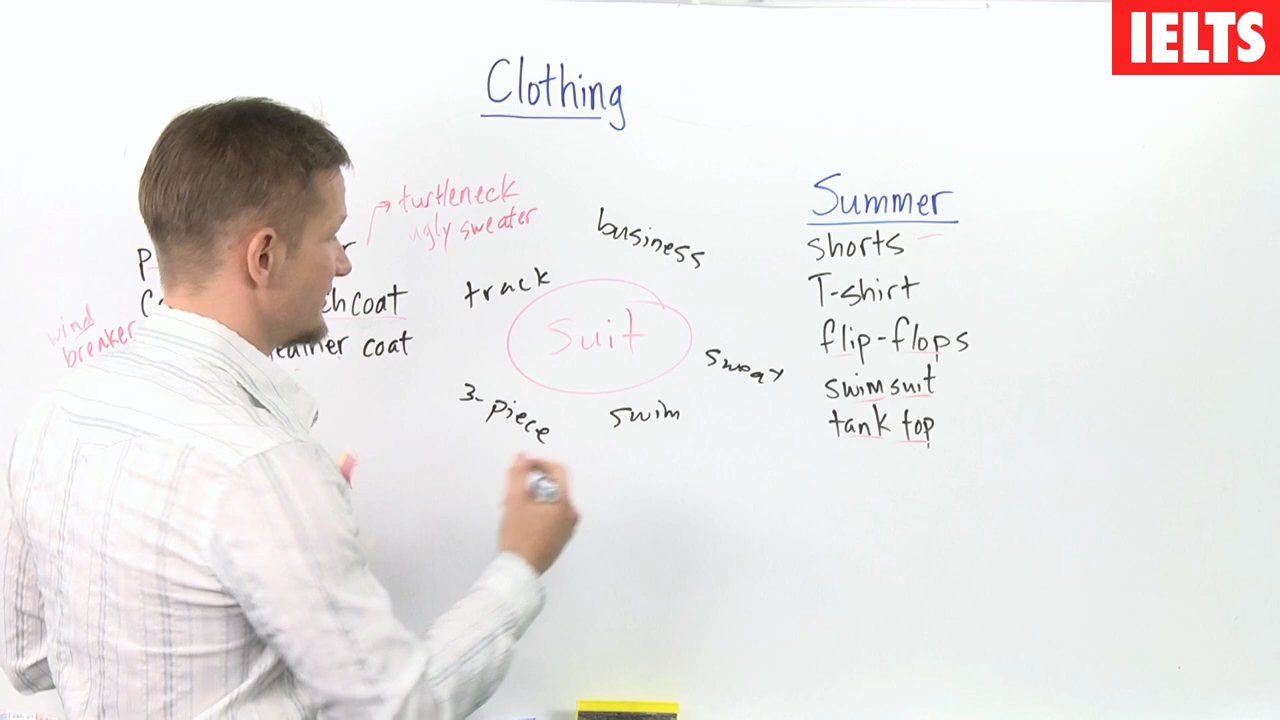 IELTS
Clothing
turtleneck
ugly sweater
coat
wind
breaker
coat
business
track
suit
sweat
3-piece
swim
Summer
shorts
T-shirt
flip-flops
swimsuit
tank top